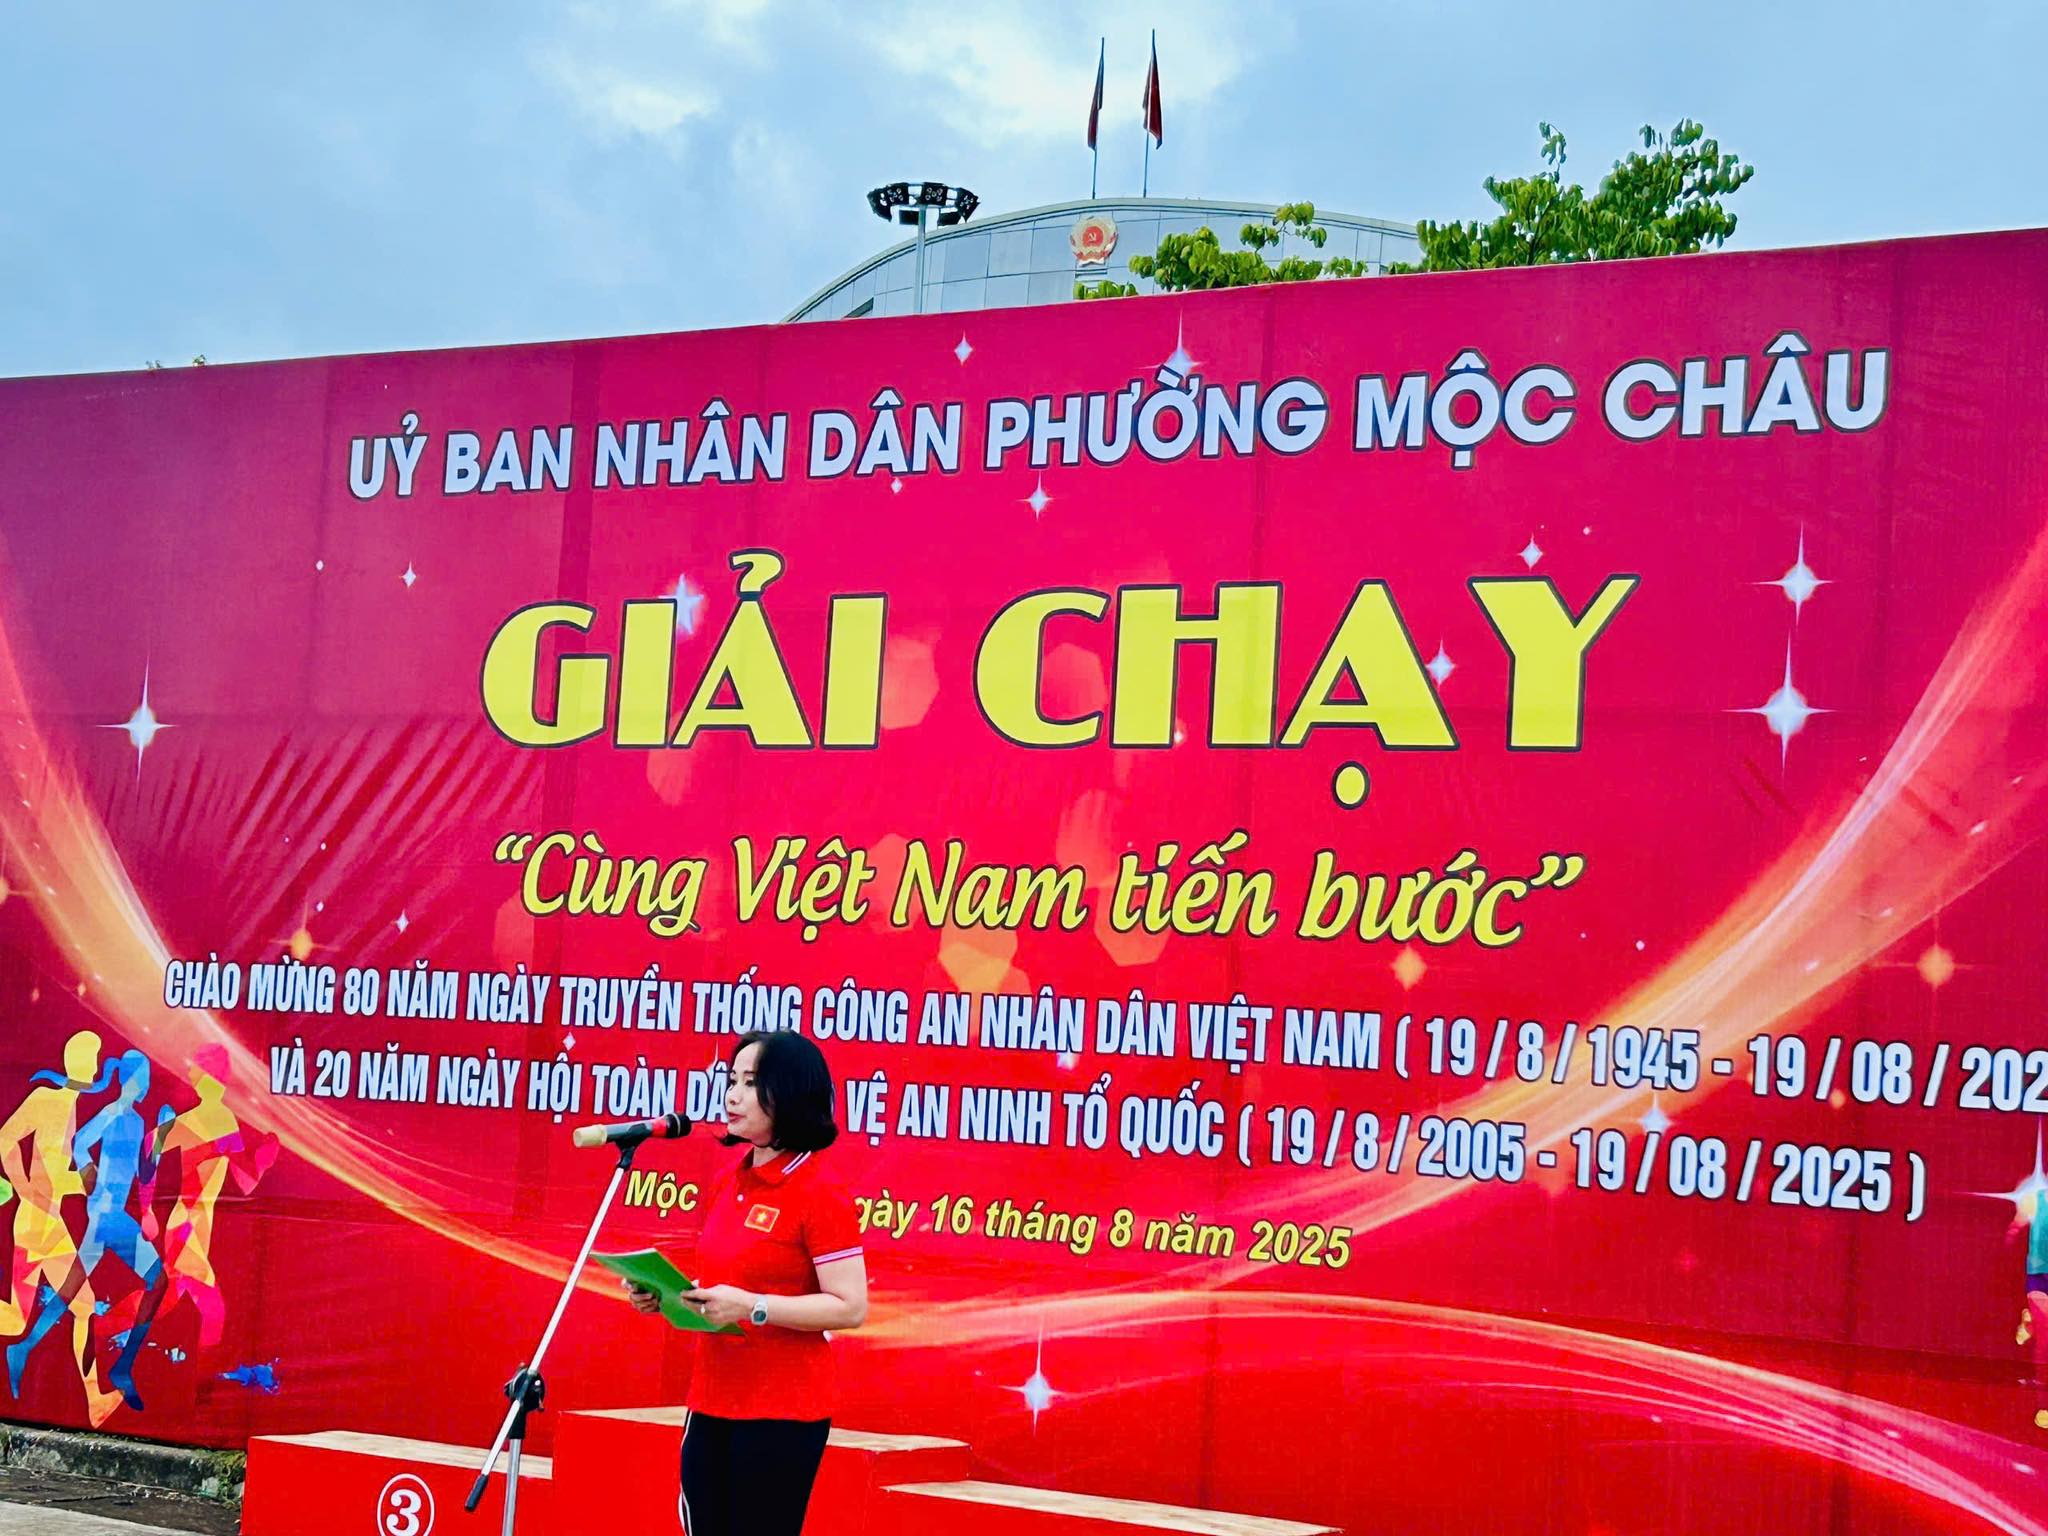 UỶ BAN NHÂN DÂN PHƯỜNG MỘC CHÂU
GIẢI CHẠY
“Cùng Việt Nam tiến bước”
CHÀO MỪNG 80 NĂM NGÀY TRUYỀN THỐNG CÔNG AN NHÂN DÂN VIỆT NAM ( 19 / 8 / 1945 - 19 / 08 / 202
VÀ 20 NĂM NGÀY HỘI TOÀN DÂ VỆ AN NINH TỔ QUỐC ( 19 / 8 / 2005 - 19 / 08 / 2025 )
Mộc gày 16 tháng 8 năm 2025
3